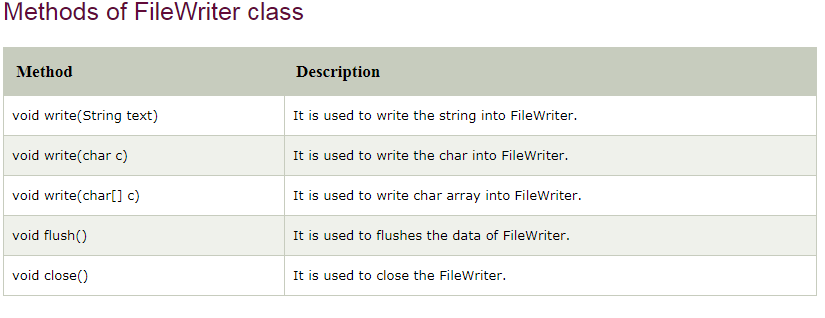 Methods of FileWriter class
Method Description
void write(String text) It is used to write the string into FileWriter.
void write(char c) It is used to write the char into FileWriter.
void write(char[] c) It is used to write char array into FileWriter.
void flush() It is used to flushes the data of FileWriter.
void close() It is used to close the FileWriter.